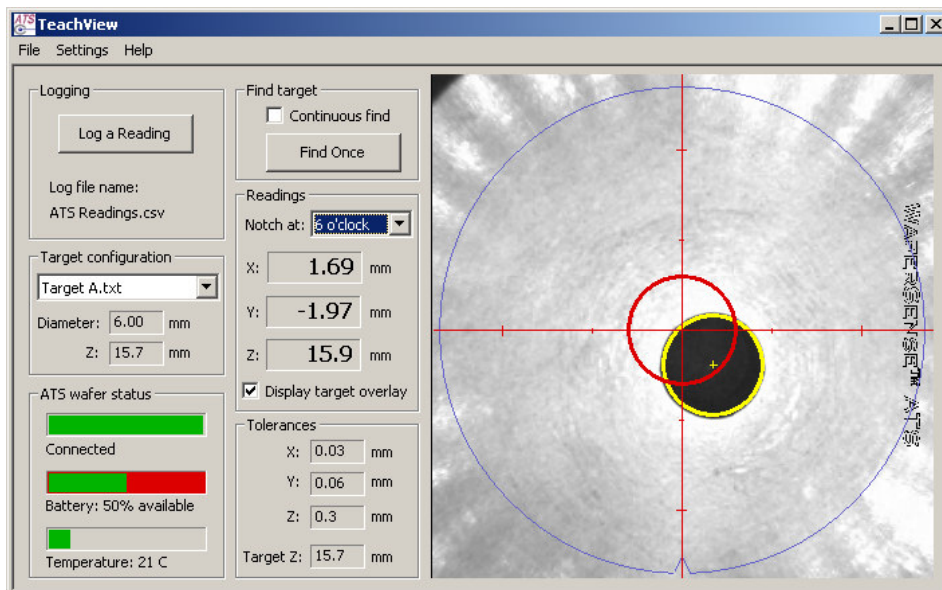 ATS TeachView
File Settings Help
Logging
Log a Reading
Log file name:
ATS Readings.csv
Target configuration
Target A.txt
Diameter: 6.00 mm
Z: 15.7 mm
ATS wafer status
Connected
Battery: 50% available
Temperature: 21 C
Find target
Continuous find
Find Once
Readings
Notch at: 6 o'clock
X: 1.69 mm
Y: -1.97 mm
Z: 15.9 mm
Display target overlay
Tolerances
X: 0.03 mm
Y: 0.06 mm
Z: 0.3 mm
Target Z: 15.7 mm
WAFERSENSE™ ATS